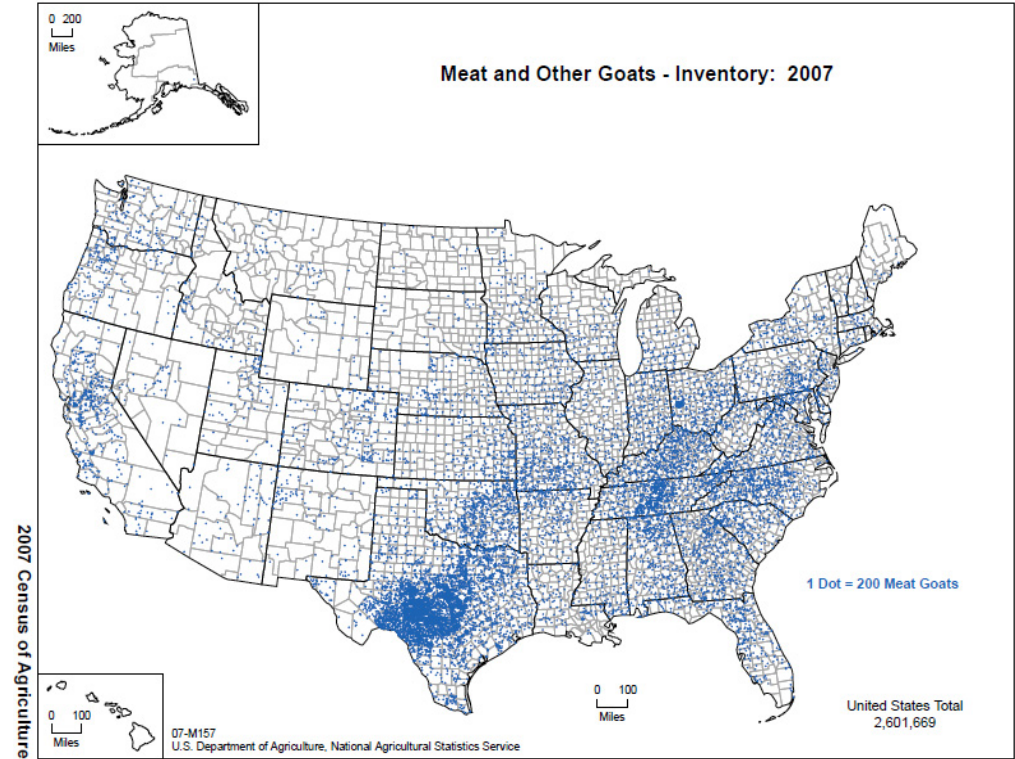 0 200
Miles
Meat and Other Goats - Inventory: 2007
2007 Census of Agriculture
1 Dot = 200 Meat Goats
0 100
Miles
0 100
Miles
United States Total
2,601,669
07-M157
U.S. Department of Agriculture, National Agricultural Statistics Service